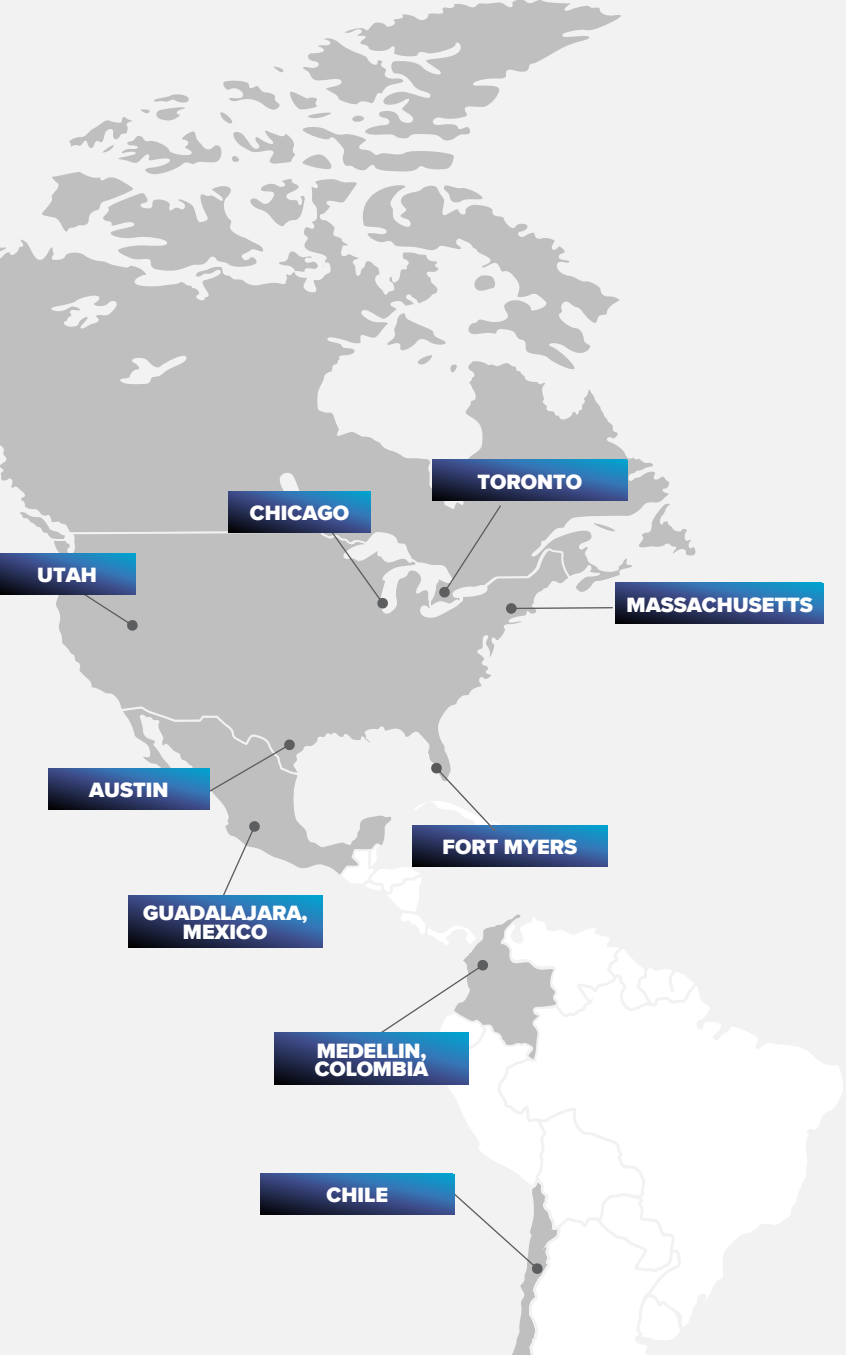 TORONTO
CHICAGO
UTAH
MASSACHUSETTS
AUSTIN
FORT MYERS
GUADALAJARA,
MEXICO
MEDELLIN,
COLOMBIA
CHILE